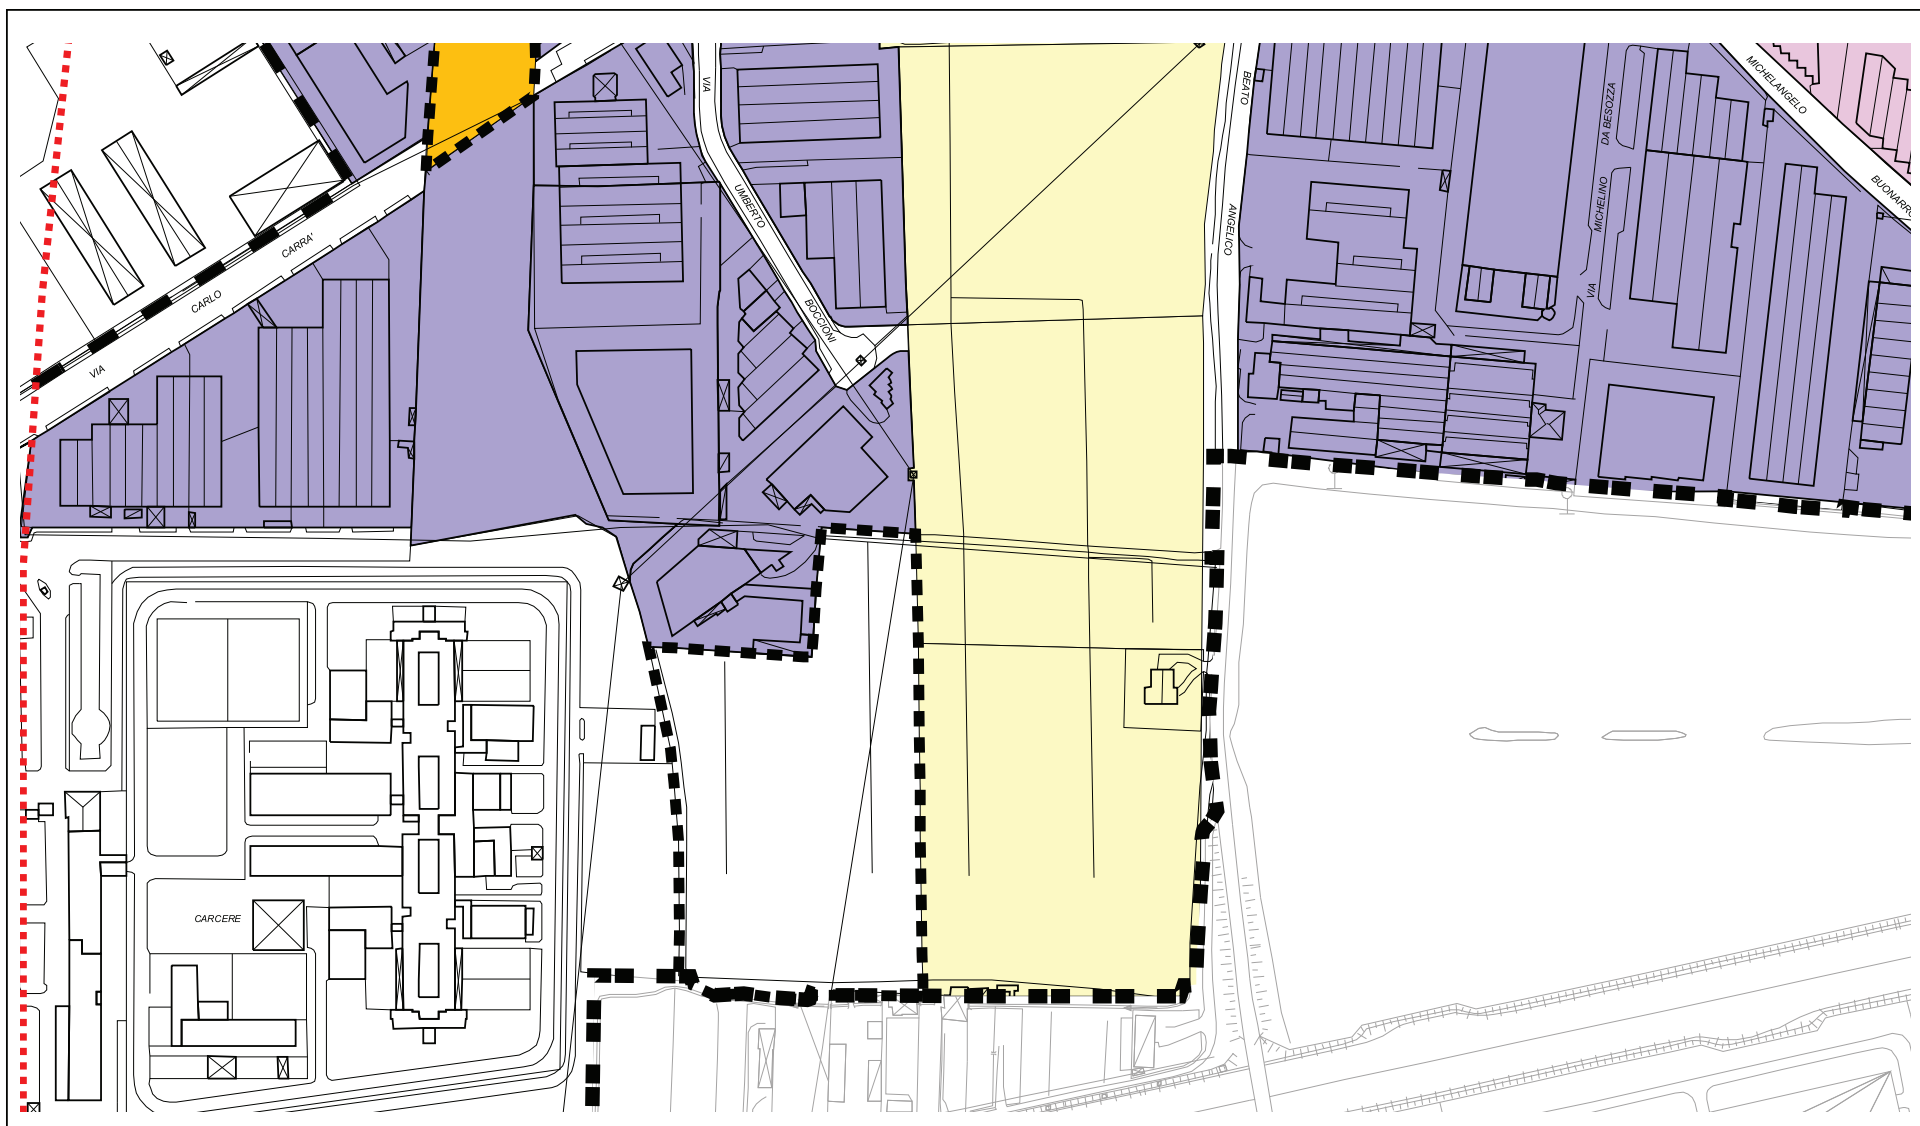 VIA
CARLO
CARRA'
VIA
UMBERTO
BOCCIONI
BEATO
ANGELICO
VIA
MICHELINO
DA BESOZZA
MICHELANGELO
BUONARRO
CARCERE